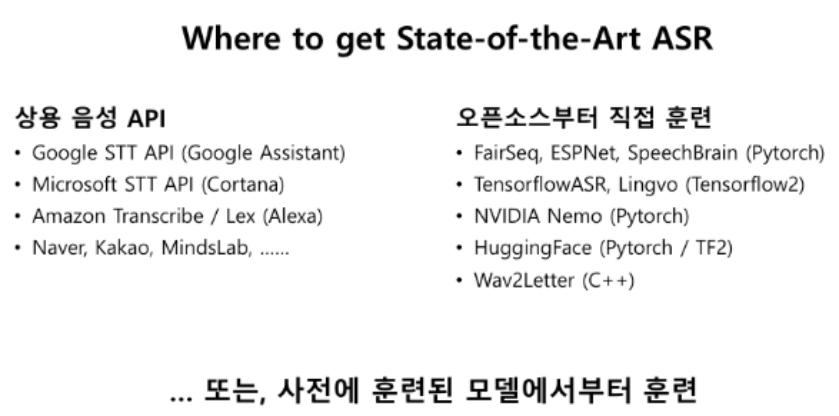 Where to get State-of-the-Art ASR
상용 음성 API
• Google STT API (Google Assistant)
• Microsoft STT API (Cortana)
• Amazon Transcribe / Lex (Alexa)
• Naver, Kakao, MindsLab, ......
오픈소스부터 직접 훈련
• FairSeq, ESPNet, SpeechBrain (Pytorch)
• TensorflowASR, Lingvo (Tensorflow2)
• NVIDIA Nemo (Pytorch)
• HuggingFace (Pytorch / TF2)
• Wav2Letter (C++)
... 또는, 사전에 훈련된 모델에서부터 훈련